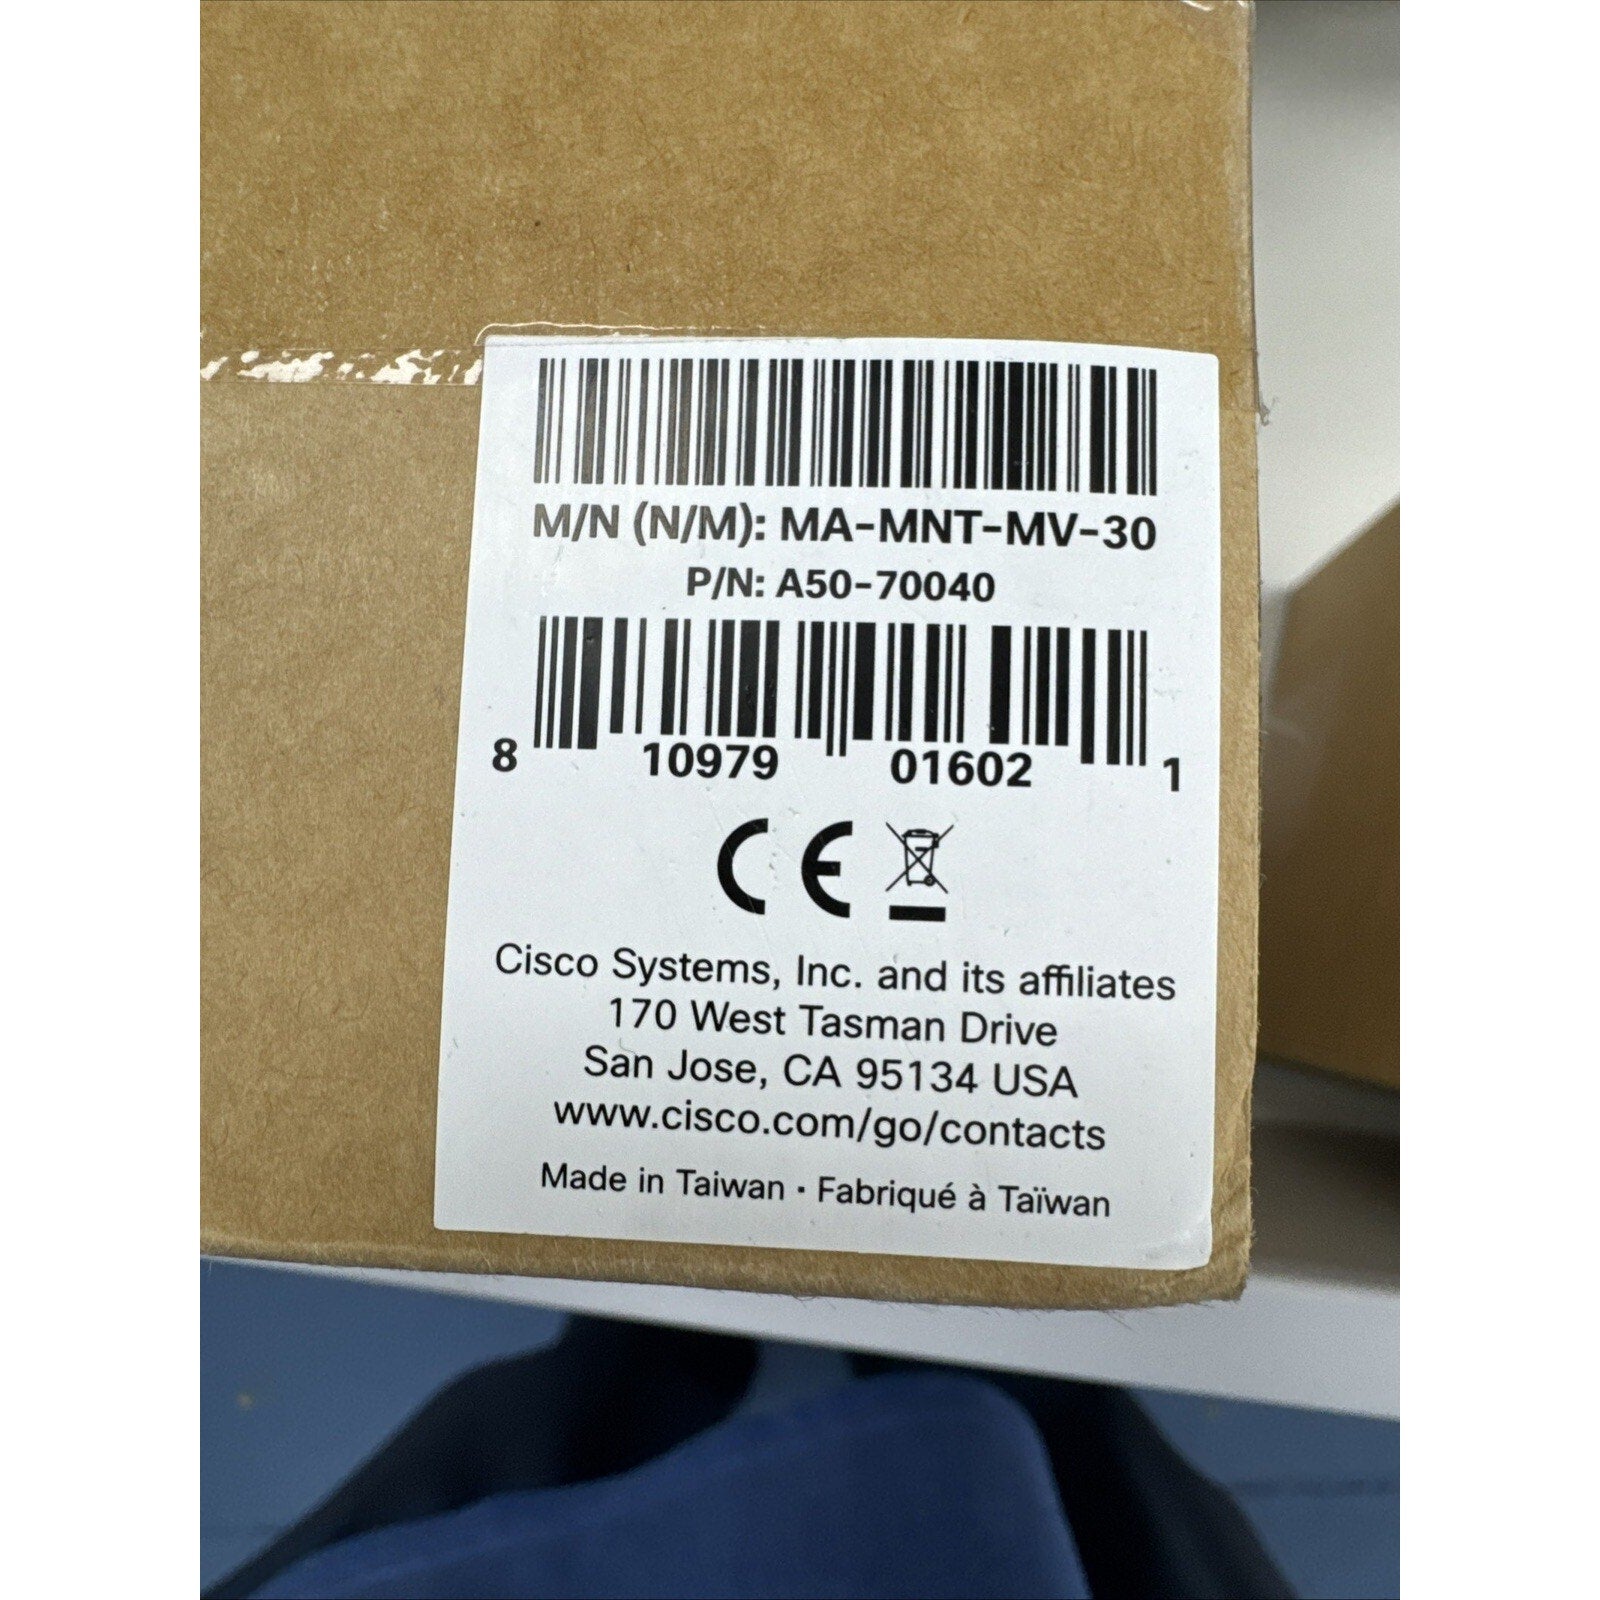 M/N (N/M): MA-MNT-MV-30
P/N: A50-70040
8 10979 01602 1
CE
Cisco Systems, Inc. and its affiliates
170 West Tasman Drive
San Jose, CA 95134 USA
www.cisco.com/go/contacts
Made in Taiwan · Fabriqué à Taïwan